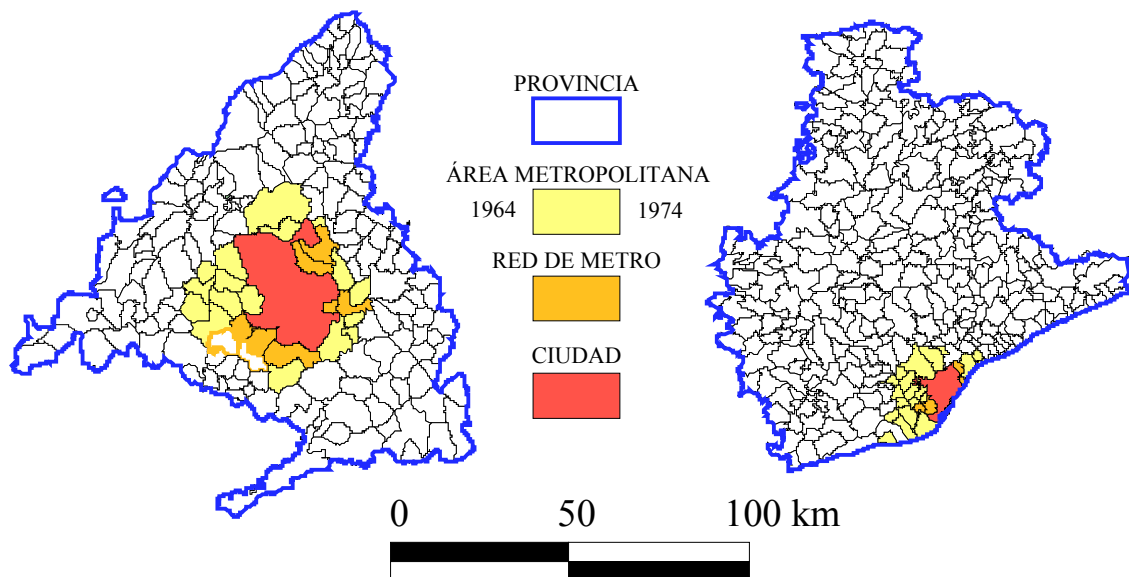 PROVINCIA
ÁREA METROPOLITANA
1964 1974
RED DE METRO
CIUDAD
0 50 100 km